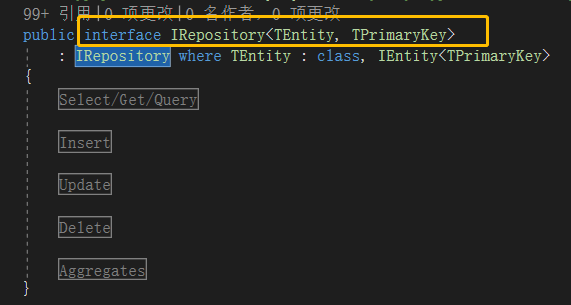 99+ 引用|0 项更改|0 名作者, 0 项更改
public interface IRepository<TEntity, TPrimaryKey>
: IRepository where TEntity : class, IEntity<TPrimaryKey>
{
Select/Get/Query
Insert
Update
Delete
Aggregates
}